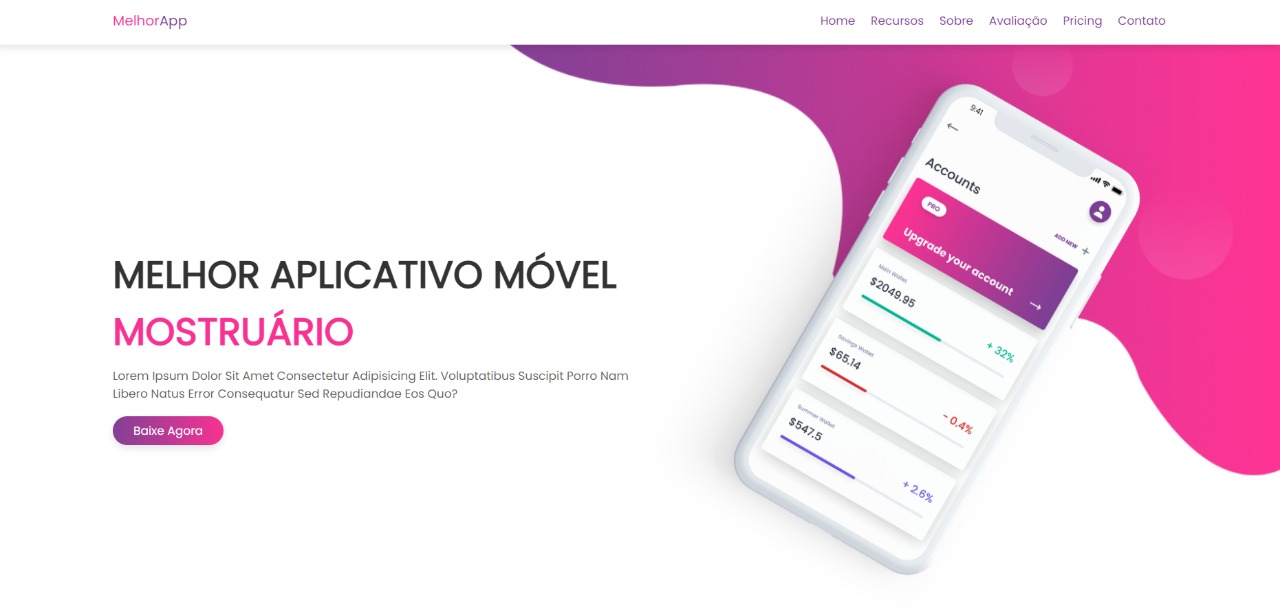 MelhorApp
Home Recursos Sobre Avaliação Pricing Contato
MELHOR APLICATIVO MÓVEL
MOSTRUÁRIO
Lorem Ipsum Dolor Sit Amet Consectetur Adipisicing Elit. Voluptatibus Suscipit Porro Nam
Libero Natus Error Consequatur Sed Repudiandae Eos Quo?
Baixe Agora
9:41
Accounts
ADD NEW +
PRO
Upgrade your account
Main Wallet
$2049.95
+ 32%
Savings Wallet
$65.14
- 0.4%
Summer Wallet
$547.5
+ 2.6%